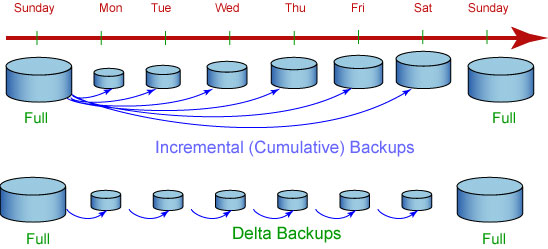 Sunday Mon Tue Wed Thu Fri Sat Sunday
Full Full
Incremental (Cumulative) Backups
Full Delta Backups Full